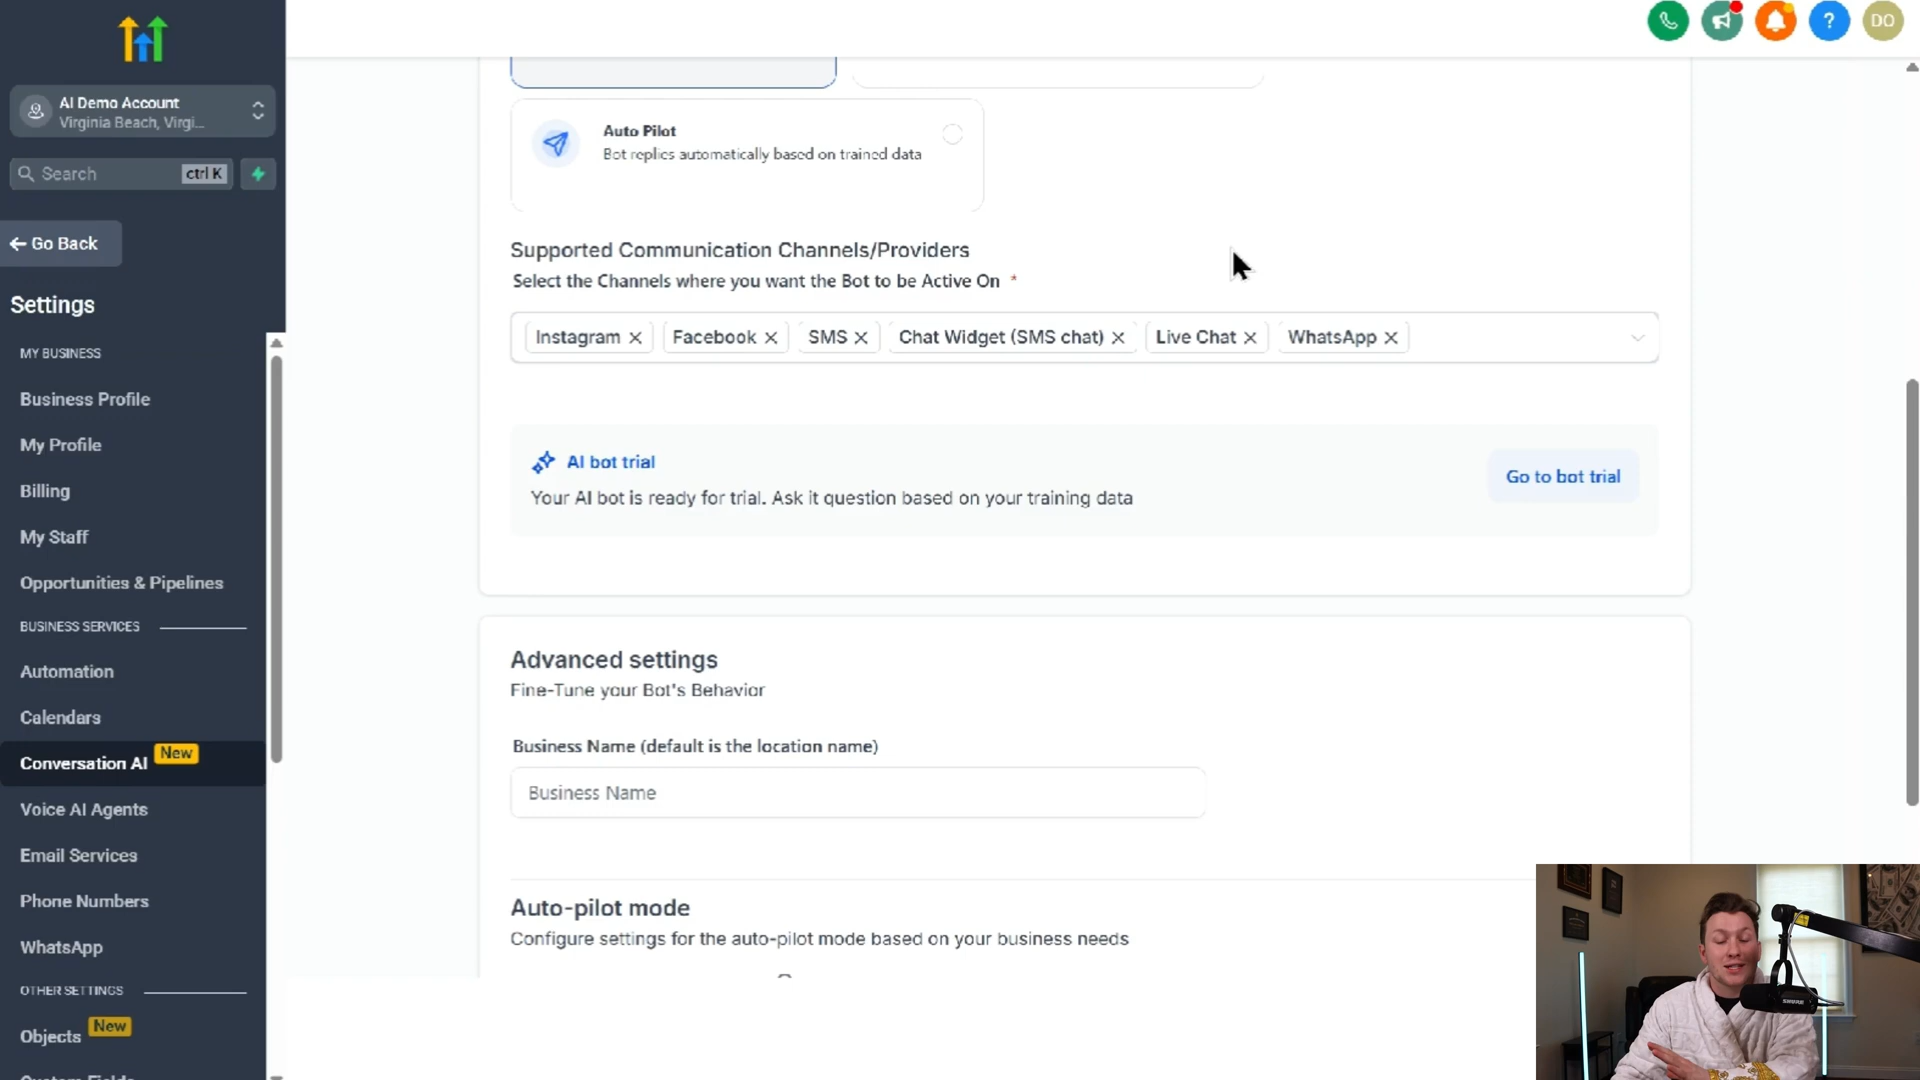 AI Demo Account
Virginia Beach, Virgi...
Search
ctrl K
Go Back
Settings
MY BUSINESS
Business Profile
My Profile
Billing
My Staff
Opportunities & Pipelines
BUSINESS SERVICES
Automation
Calendars
Conversation AI New
Voice AI Agents
Email Services
Phone Numbers
WhatsApp
OTHER SETTINGS
Objects New
Custom Fields
?
DO
Auto Pilot
Bot replies automatically based on trained data
Supported Communication Channels/Providers
Select the Channels where you want the Bot to be Active On *
Instagram Facebook SMS Chat Widget (SMS chat) Live Chat WhatsApp
AI bot trial
Your AI bot is ready for trial. Ask it question based on your training data
Go to bot trial
Advanced settings
Fine-Tune your Bot's Behavior
Business Name (default is the location name)
Business Name
Auto-pilot mode
Configure settings for the auto-pilot mode based on your business needs